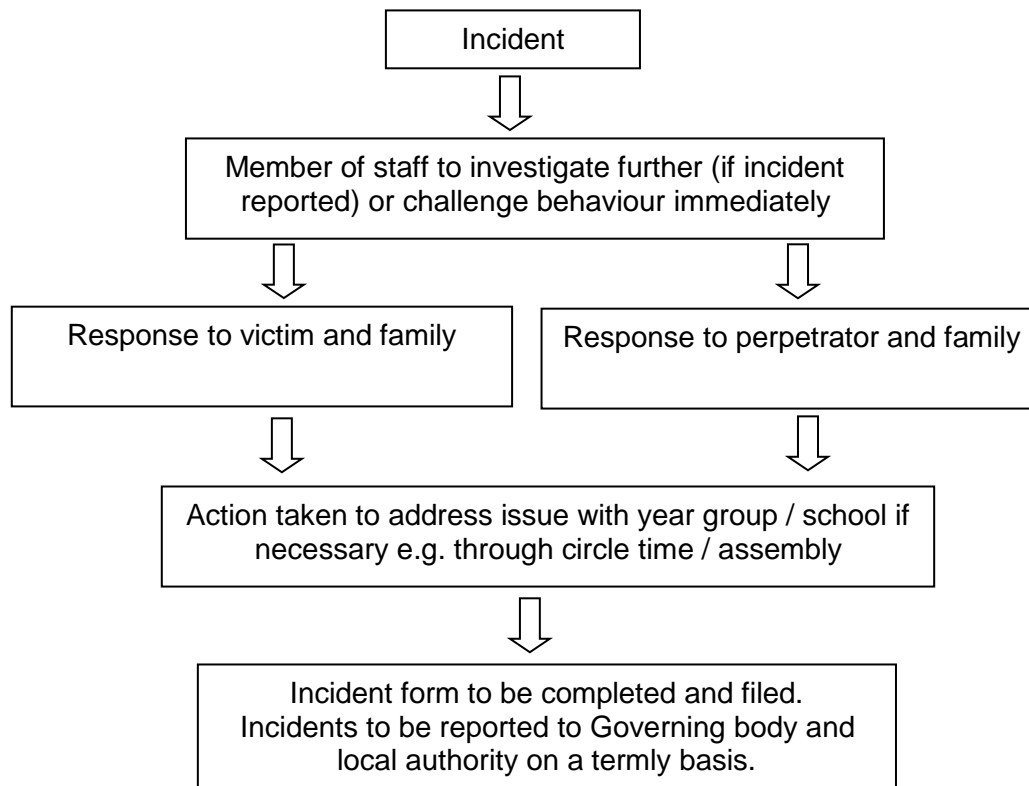 Incident
Member of staff to investigate further (if incident
reported) or challenge behaviour immediately
Response to victim and family
Response to perpetrator and family
Action taken to address issue with year group / school if
necessary e.g. through circle time / assembly
Incident form to be completed and filed.
Incidents to be reported to Governing body and
local authority on a termly basis.